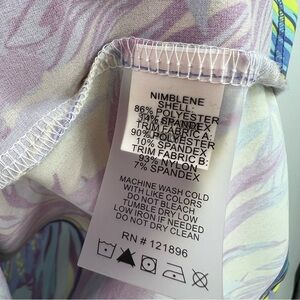 NIMBLENE
SHELL:
86% POLYESTER
14% SPANDEX
TRIM FABRIC A:
90% POLYESTER
10% SPANDEX
TRIM FABRIC B:
93% NYLON
7% SPANDEX
MACHINE WASH COLD
WITH LIKE COLORS
DO NOT BLEACH
TUMBLE DRY LOW
LOW IRON IF NEEDED
DO NOT DRY CLEAN
RN # 121896